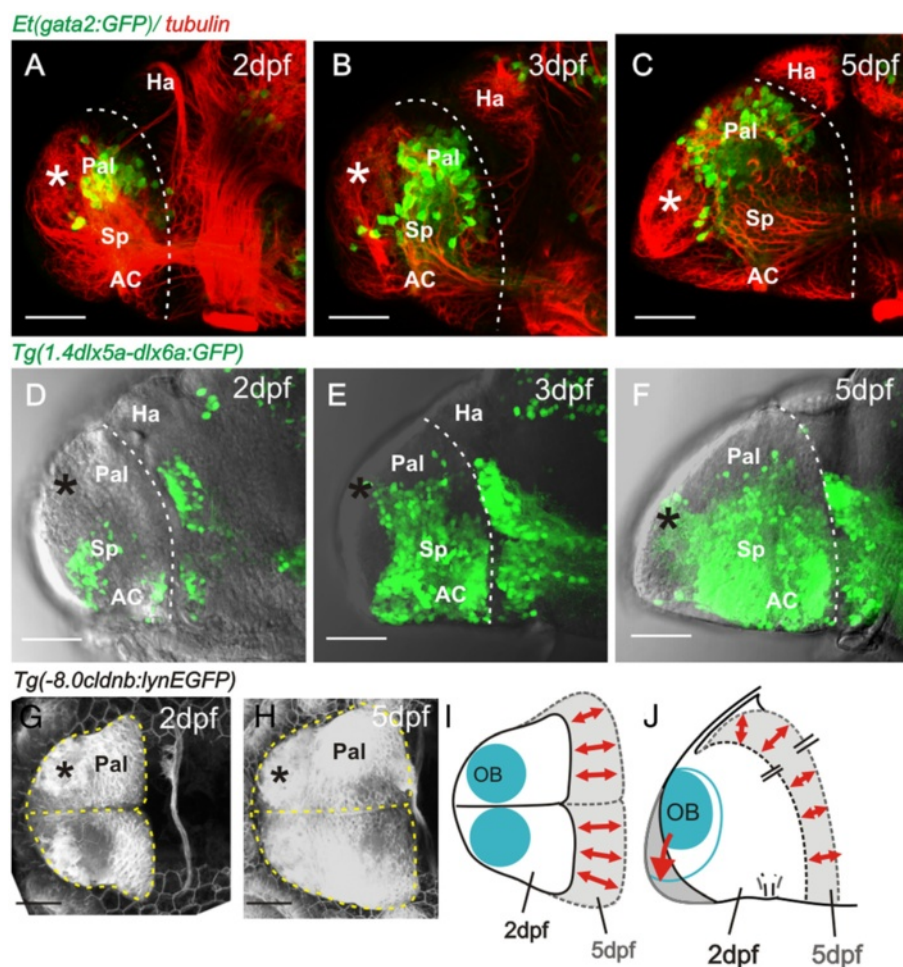 Et(gata2:GFP)/ tubulin
A 2dpf Ha Pal * Sp AC
B 3dpf Ha Pal * Sp AC
C 5dpf Ha Pal * Sp AC
Tg(1.4dlx5a-dlx6a:GFP)
D 2dpf Ha Pal * Sp AC
E 3dpf Ha Pal * Sp AC
F 5dpf Pal * Sp AC
Tg(-8.0cldnb:lynEGFP)
G 2dpf * Pal
H 5dpf * Pal
I OB 2dpf 5dpf
J OB 2dpf 5dpf